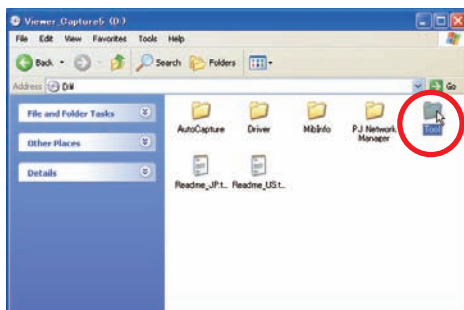 Viewer_Capture5 (D:)
File Edit View Favorites Tools Help
Back Search Folders
Address D:¥ Go
File and Folder Tasks
Other Places
Details
AutoCapture Driver MibInfo PJ Network Manager Tool
Readme_JP.t... Readme_US.t...